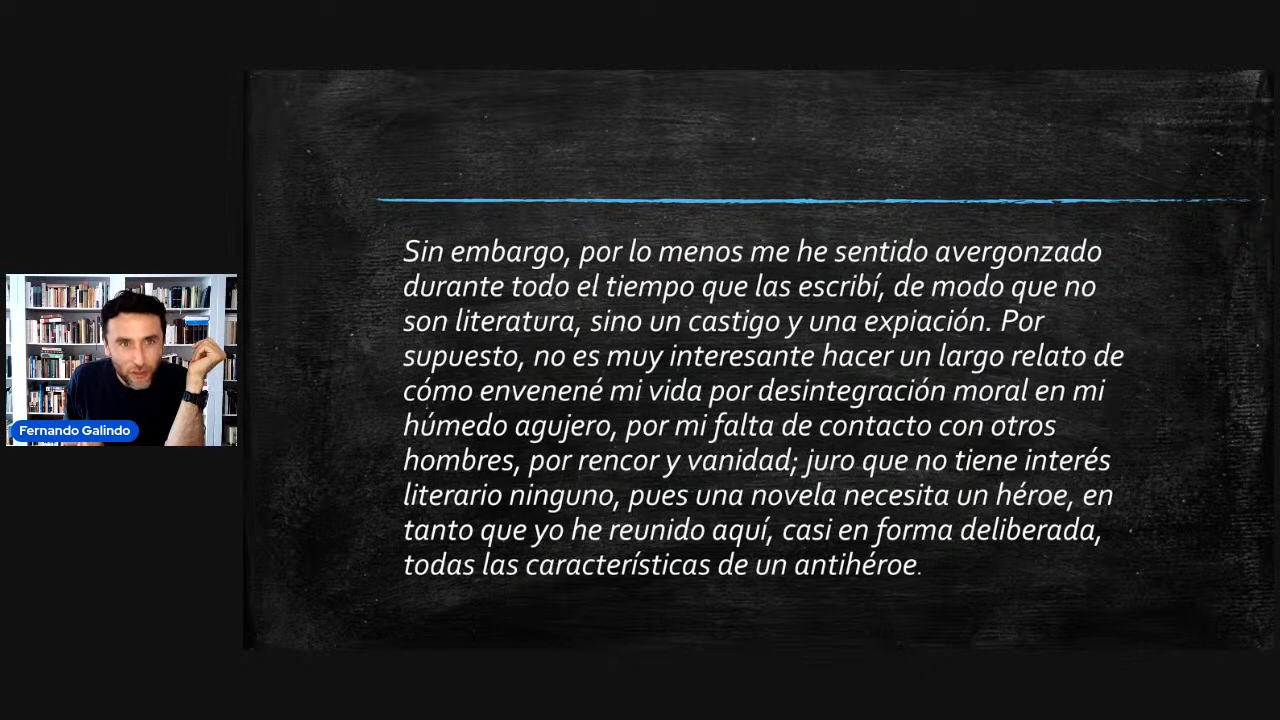 Sin embargo, por lo menos me he sentido avergonzado
durante todo el tiempo que las escribí, de modo que no
son literatura, sino un castigo y una expiación. Por
supuesto, no es muy interesante hacer un largo relato de
cómo envenené mi vida por desintegración moral en mi
húmedo agujero, por mi falta de contacto con otros
hombres, por rencor y vanidad; juro que no tiene interés
literario ninguno, pues una novela necesita un héroe, en
tanto que yo he reunido aquí, casi en forma deliberada,
todas las características de un antihéroe.
Fernando Galindo